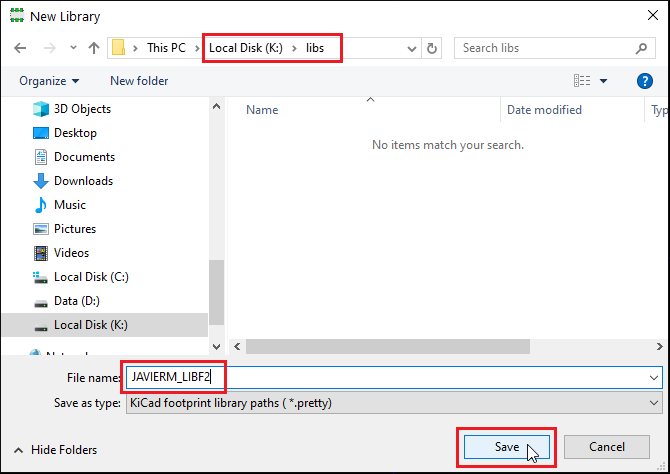 New Library
This PC > Local Disk (K:) > libs
Search libs
Organize
New folder
?
3D Objects
Desktop
Documents
Downloads
Music
Pictures
Videos
Local Disk (C:)
Data (D:)
Local Disk (K:)
Name
Date modified
Typ
No items match your search.
File name: JAVIERM_LIBF2
Save as type: KiCad footprint library paths ( *.pretty)
Hide Folders
Save
Cancel